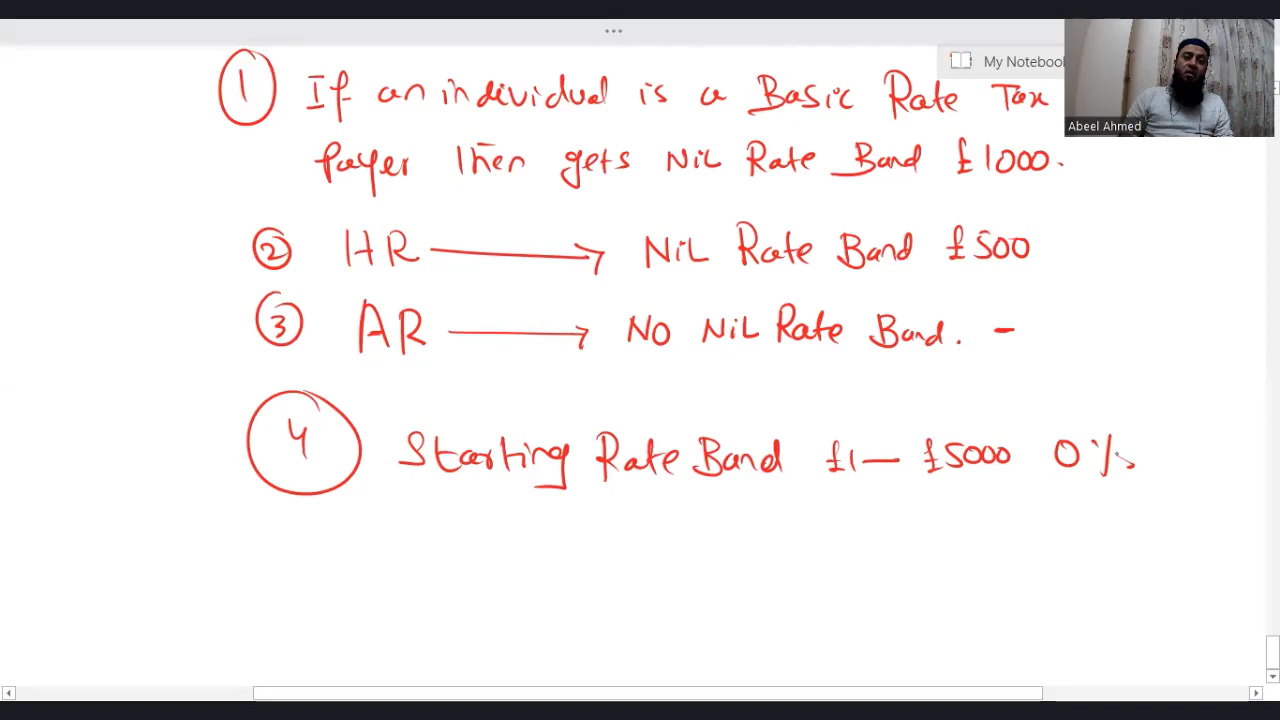 My Notebook
Abeel Ahmed
1 If an individual is a Basic Rate Tax
Payer then gets NiL Rate Band £1000.
2 HR → NiL Rate Band £500
3 AR → NO NiL Rate Band. -
4 Starting Rate Band £1 — £5000 0%